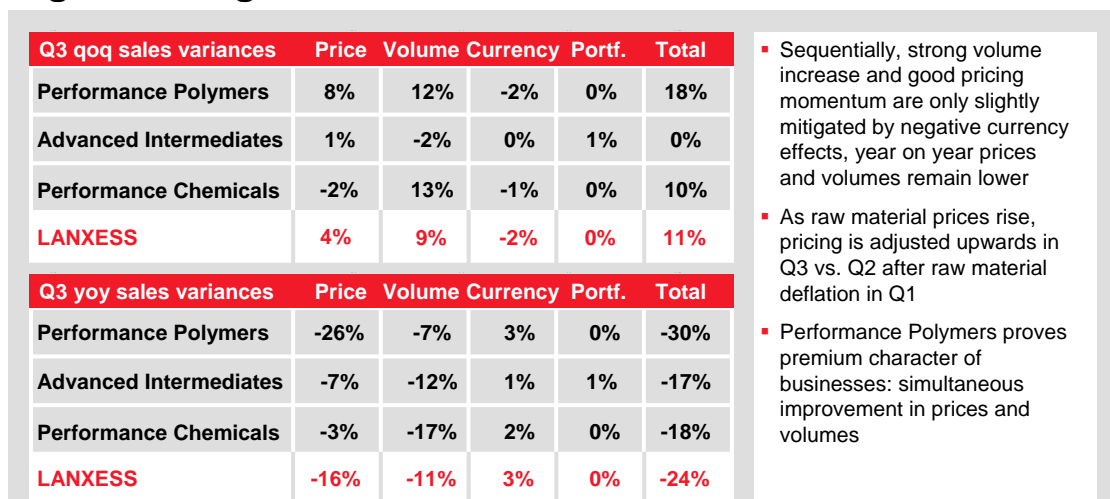 Q3 qoq sales variances Price Volume Currency Portf. Total
Performance Polymers 8% 12% -2% 0% 18%
Advanced Intermediates 1% -2% 0% 1% 0%
Performance Chemicals -2% 13% -1% 0% 10%
LANXESS 4% 9% -2% 0% 11%
Q3 yoy sales variances Price Volume Currency Portf. Total
Performance Polymers -26% -7% 3% 0% -30%
Advanced Intermediates -7% -12% 1% 1% -17%
Performance Chemicals -3% -17% 2% 0% -18%
LANXESS -16% -11% 3% 0% -24%
▪ Sequentially, strong volume
increase and good pricing
momentum are only slightly
mitigated by negative currency
effects, year on year prices
and volumes remain lower
▪ As raw material prices rise,
pricing is adjusted upwards in
Q3 vs. Q2 after raw material
deflation in Q1
▪ Performance Polymers proves
premium character of
businesses: simultaneous
improvement in prices and
volumes